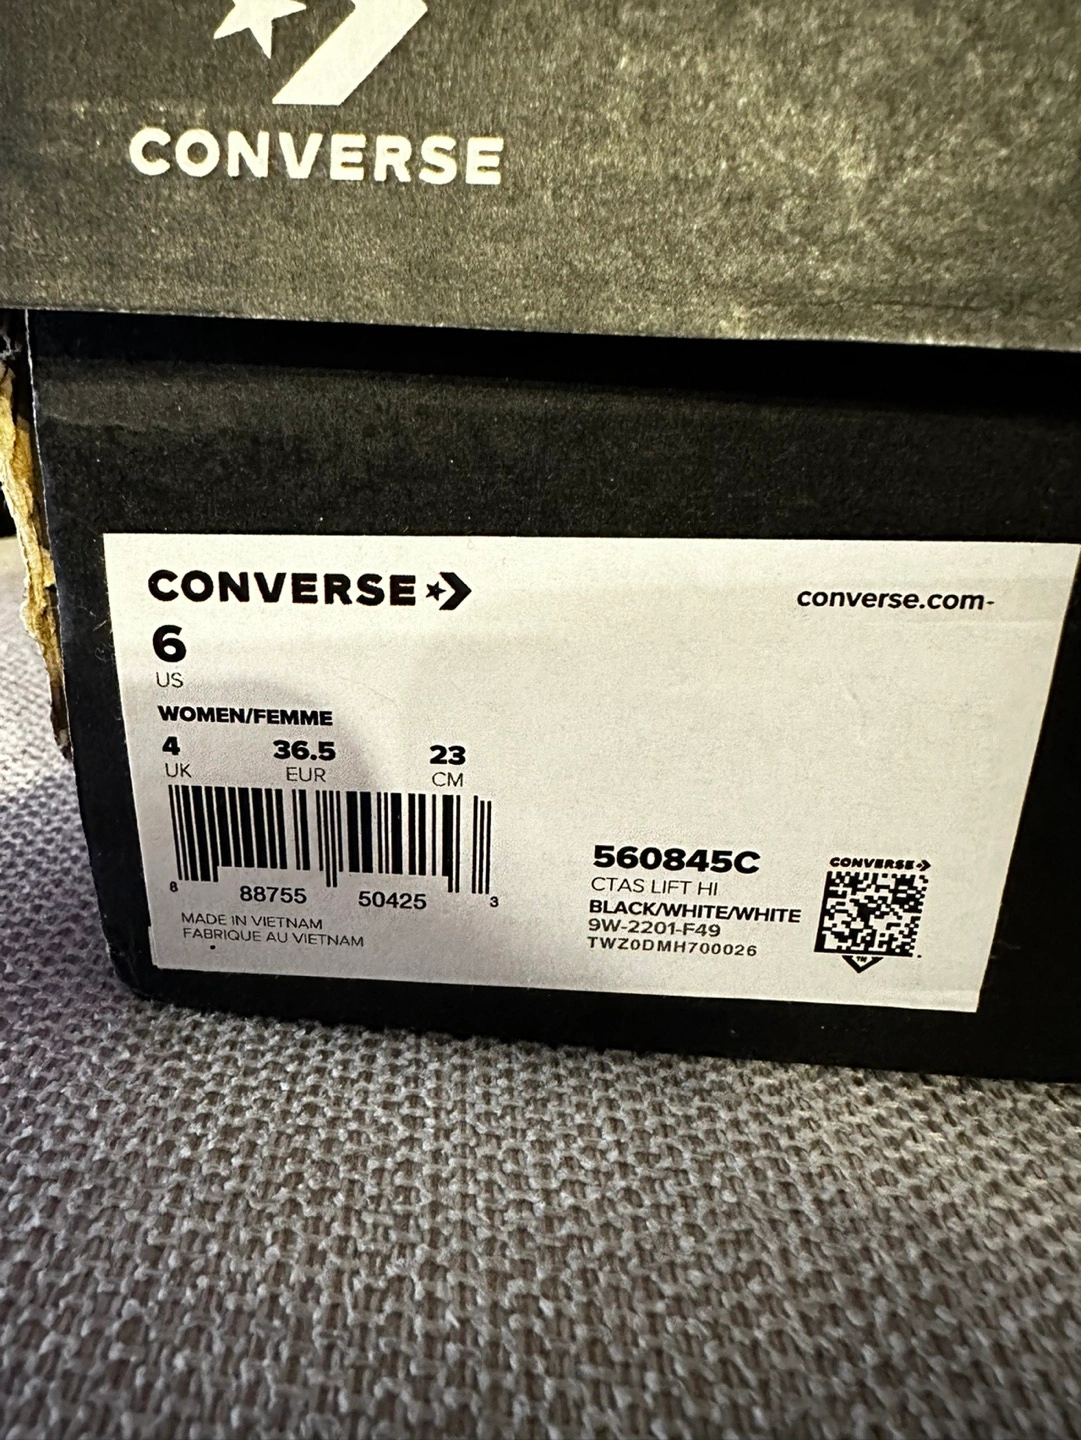 CONVERSE
CONVERSE
converse.com
6
US
WOMEN/FEMME
4 36.5 23
UK EUR CM
8 88755 50425 3
MADE IN VIETNAM
FABRIQUE AU VIETNAM
560845C
CTAS LIFT HI
BLACK/WHITE/WHITE
9W-2201-F49
TWZ0DMH700026
CONVERSE
TM